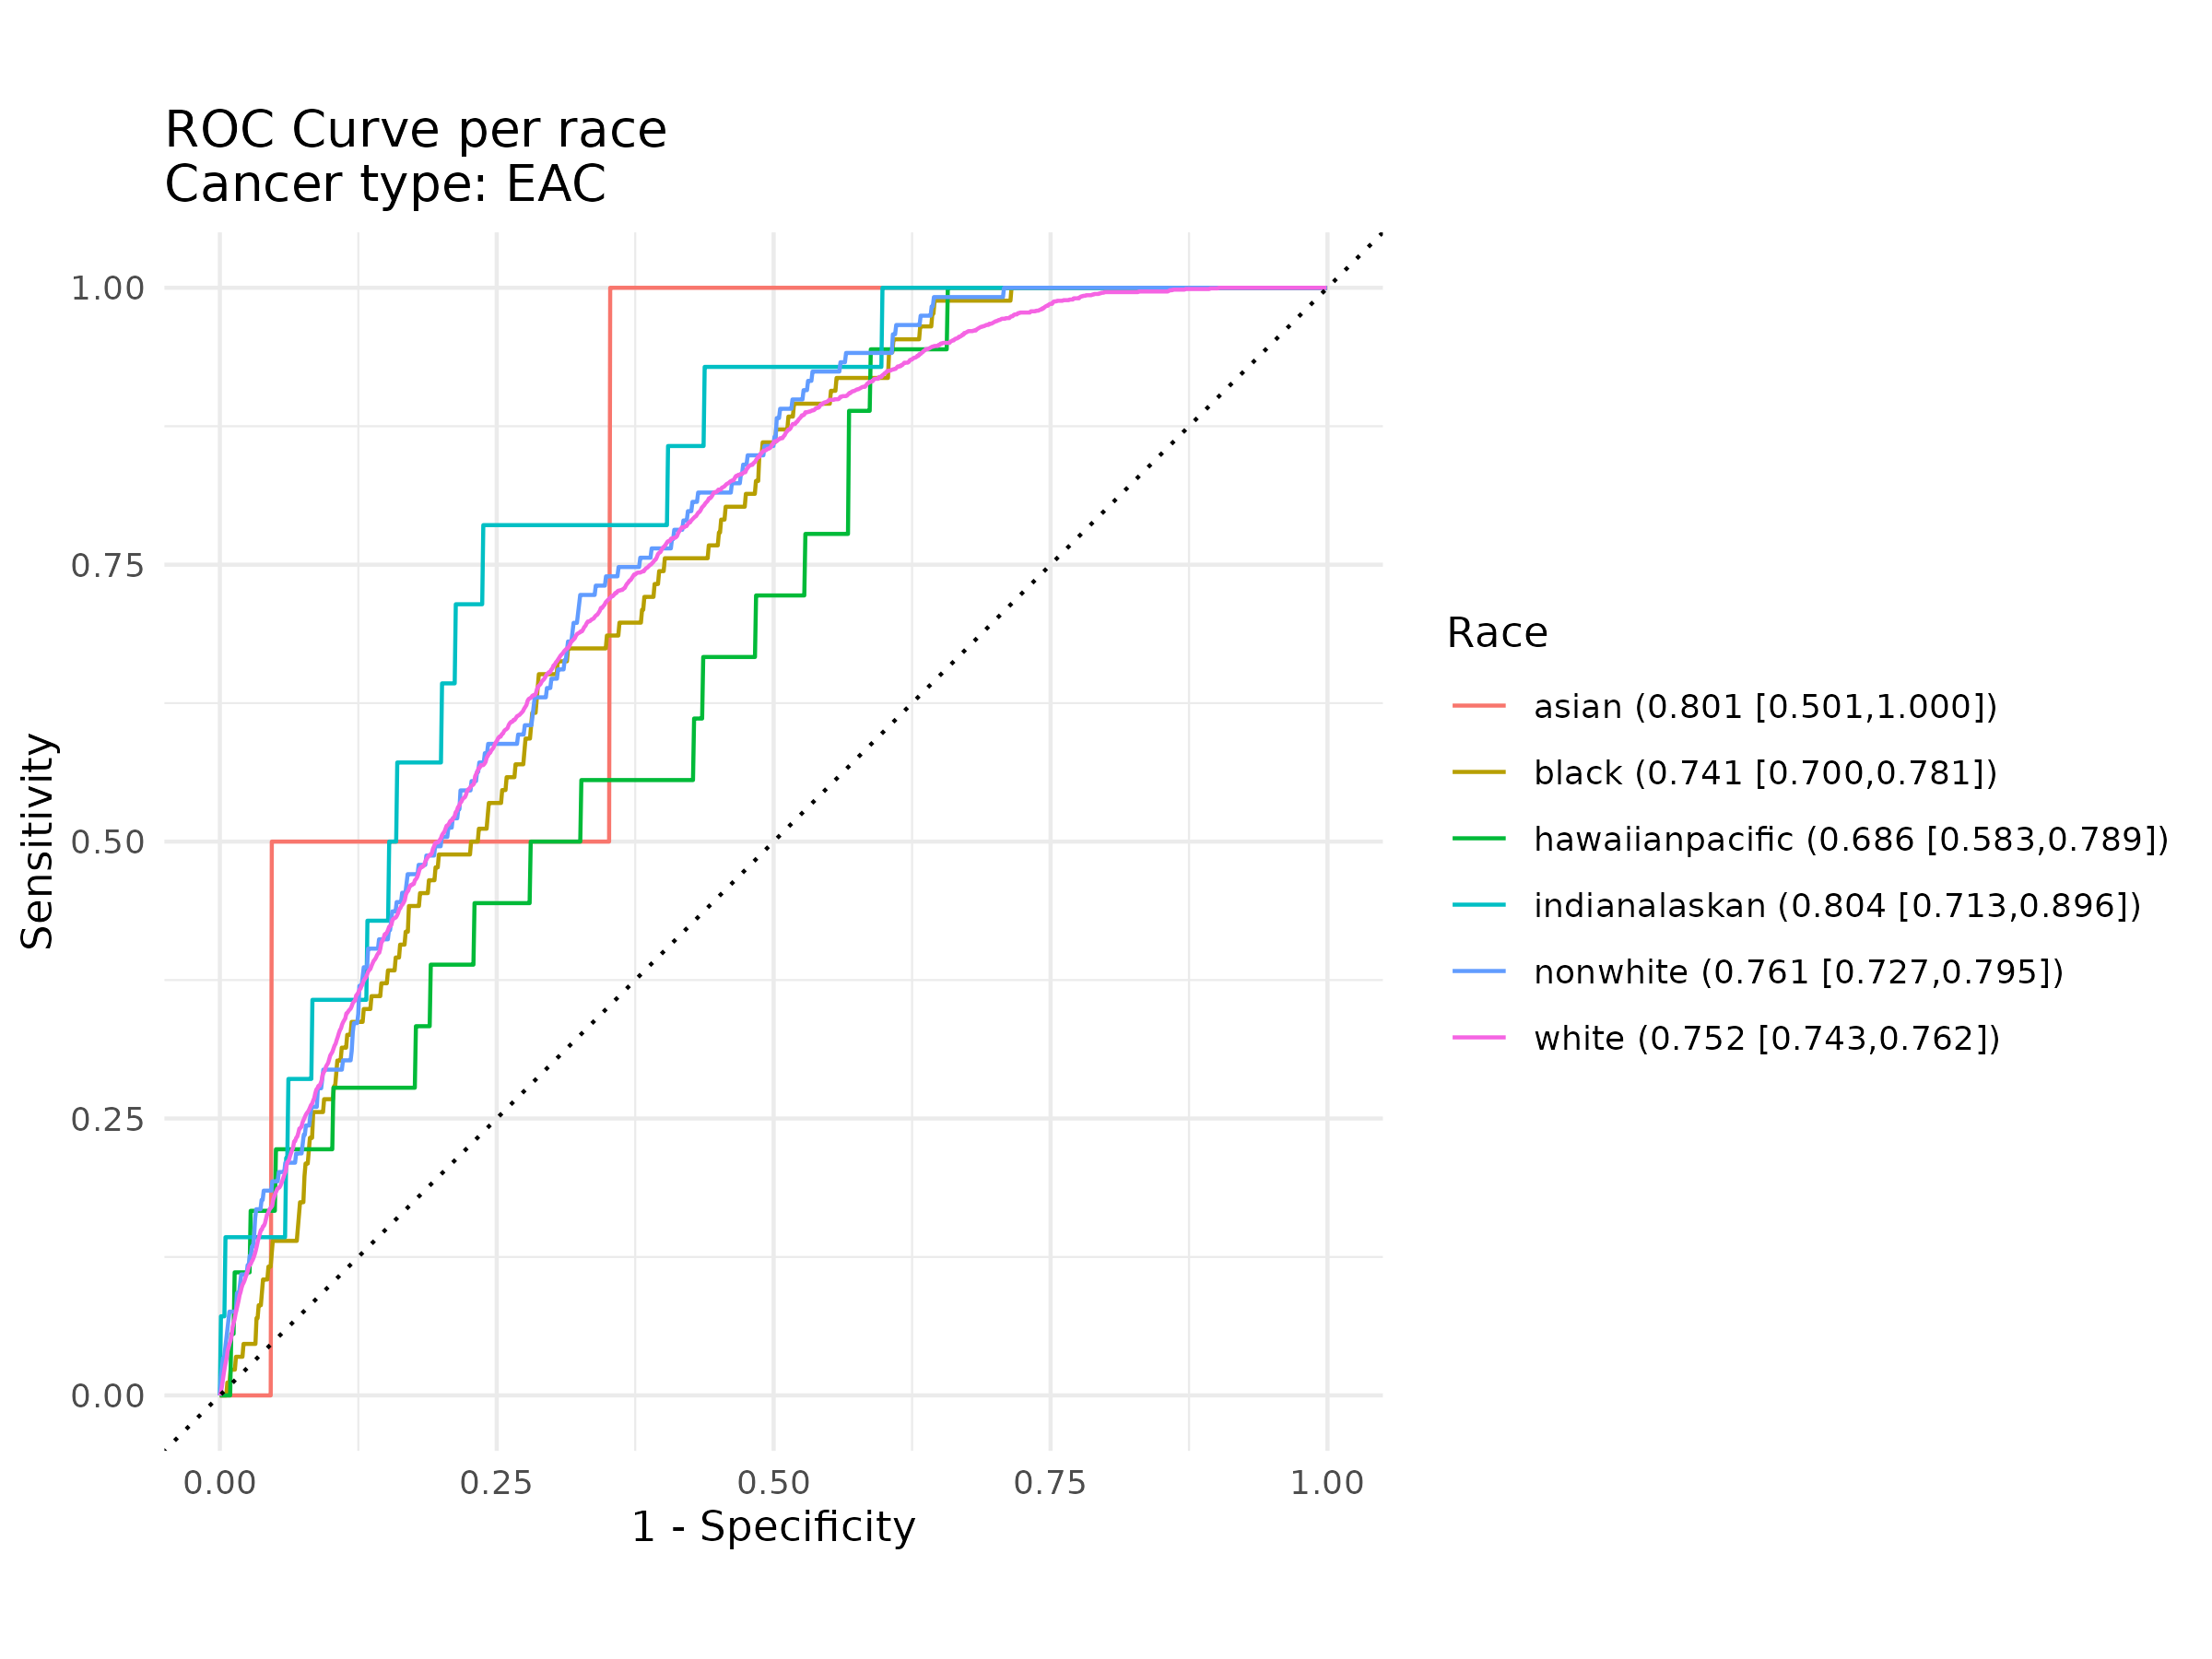 ROC Curve per race
Cancer type: EAC
1.00
0.75
0.50
0.25
0.00
Sensitivity
0.00 0.25 0.50 0.75 1.00
1 - Specificity
Race
asian (0.801 [0.501,1.000])
black (0.741 [0.700,0.781])
hawaiianpacific (0.686 [0.583,0.789])
indianalaskan (0.804 [0.713,0.896])
nonwhite (0.761 [0.727,0.795])
white (0.752 [0.743,0.762])